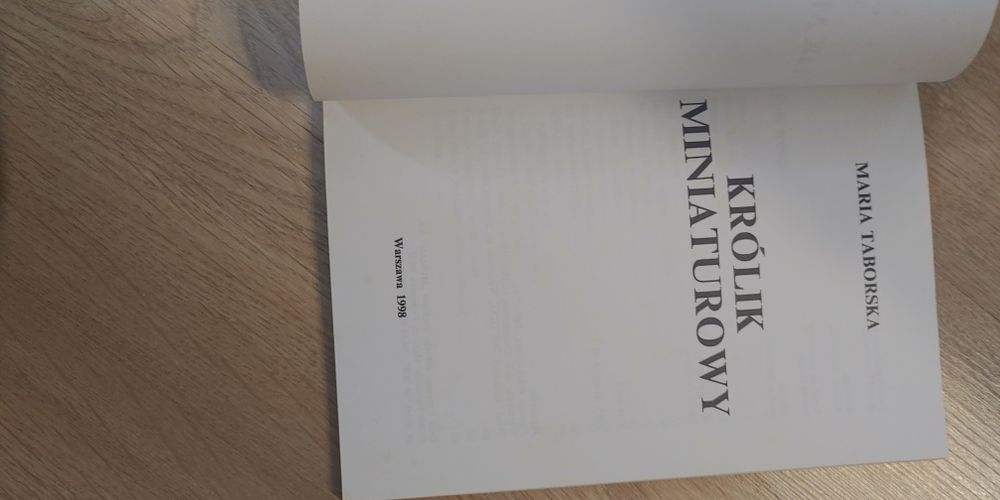 MARIA TABORSKA
KRÓLIK
MINIATUROWY
Warszawa 1998